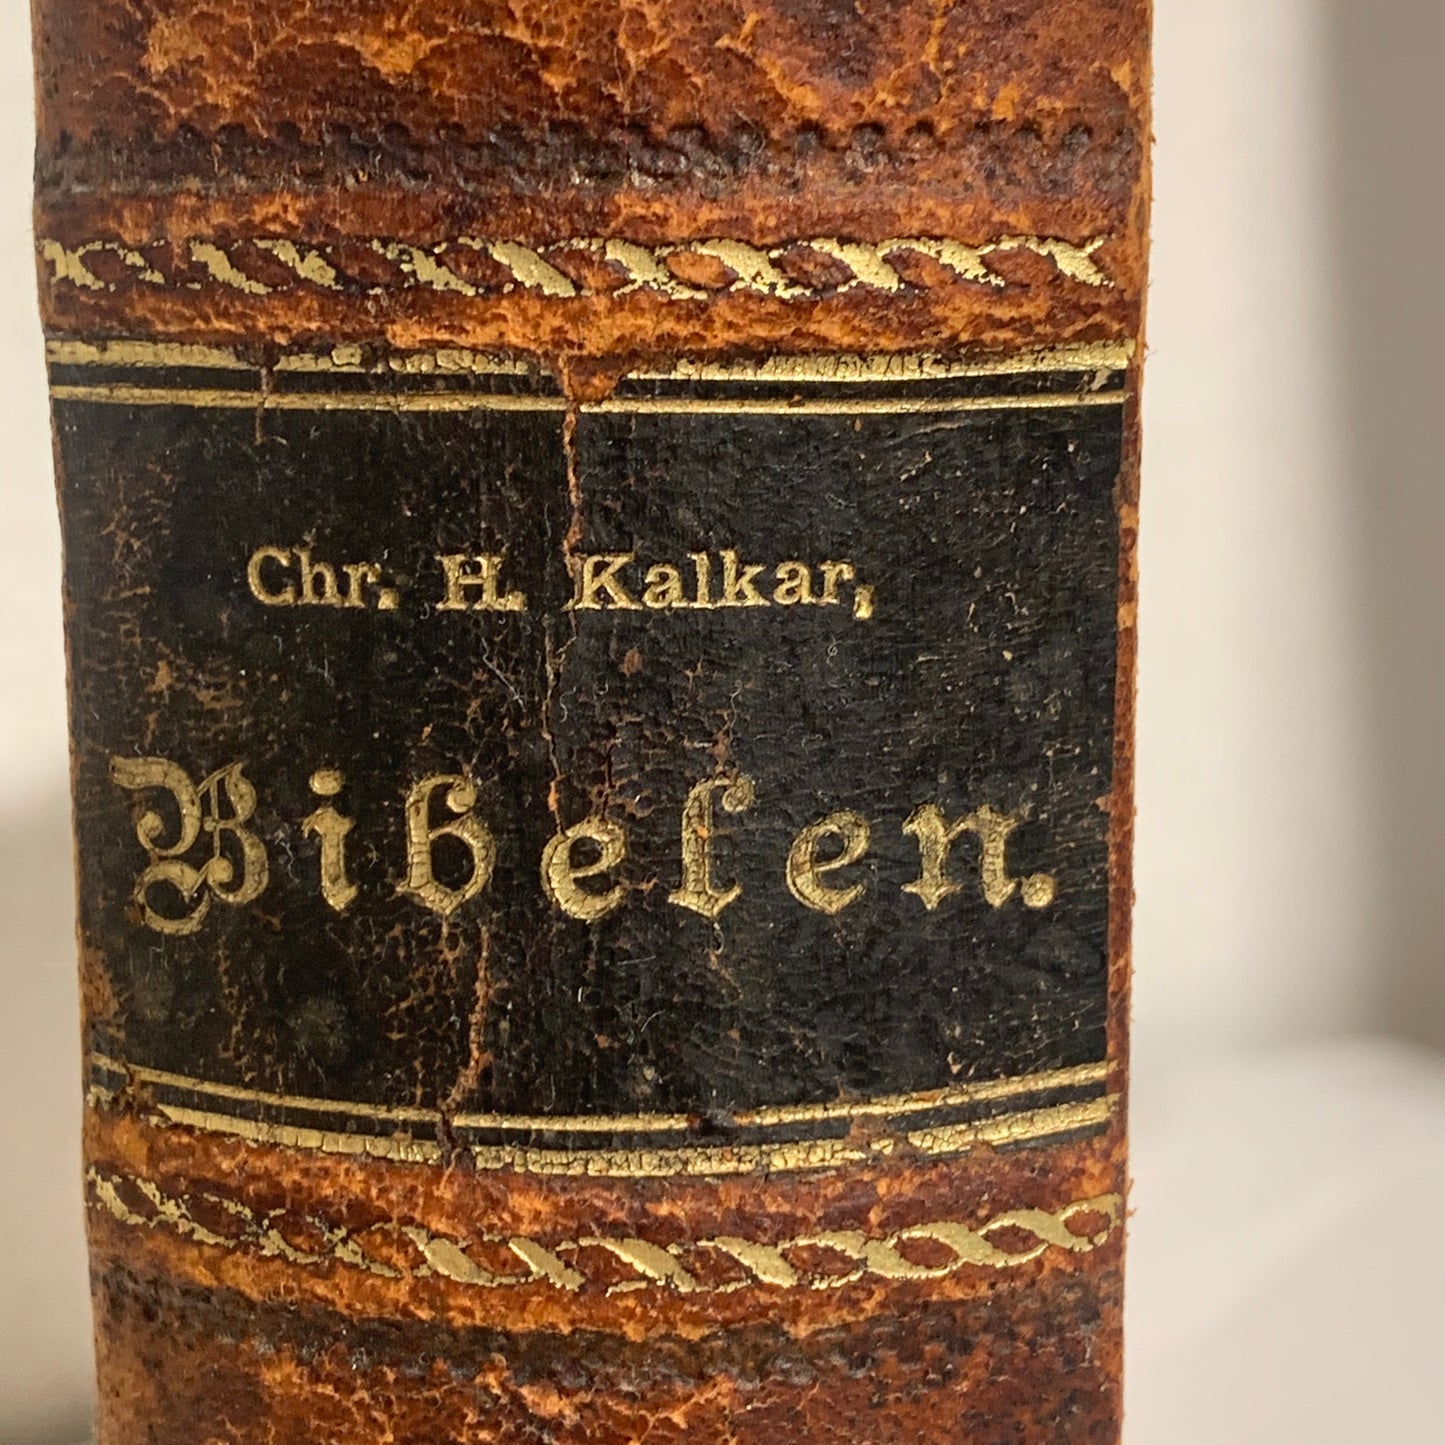 Chr. H. Kalkar,
Bibelen.